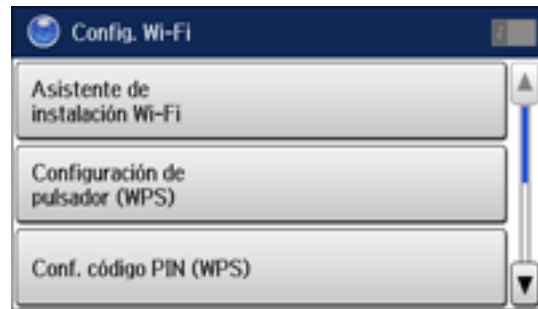 Config. Wi-Fi
Asistente de
instalación Wi-Fi
Configuración de
pulsador (WPS)
Conf. código PIN (WPS)